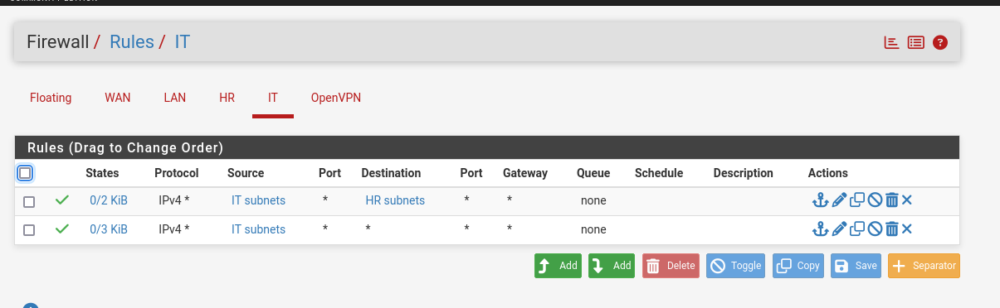 Firewall / Rules / IT
Floating WAN LAN HR IT OpenVPN
Rules (Drag to Change Order)
States Protocol Source Port Destination Port Gateway Queue Schedule Description Actions
0/2 KiB IPv4 * IT subnets * HR subnets * * none
0/3 KiB IPv4 * IT subnets * * * * none
Add Add Delete Toggle Copy Save Separator